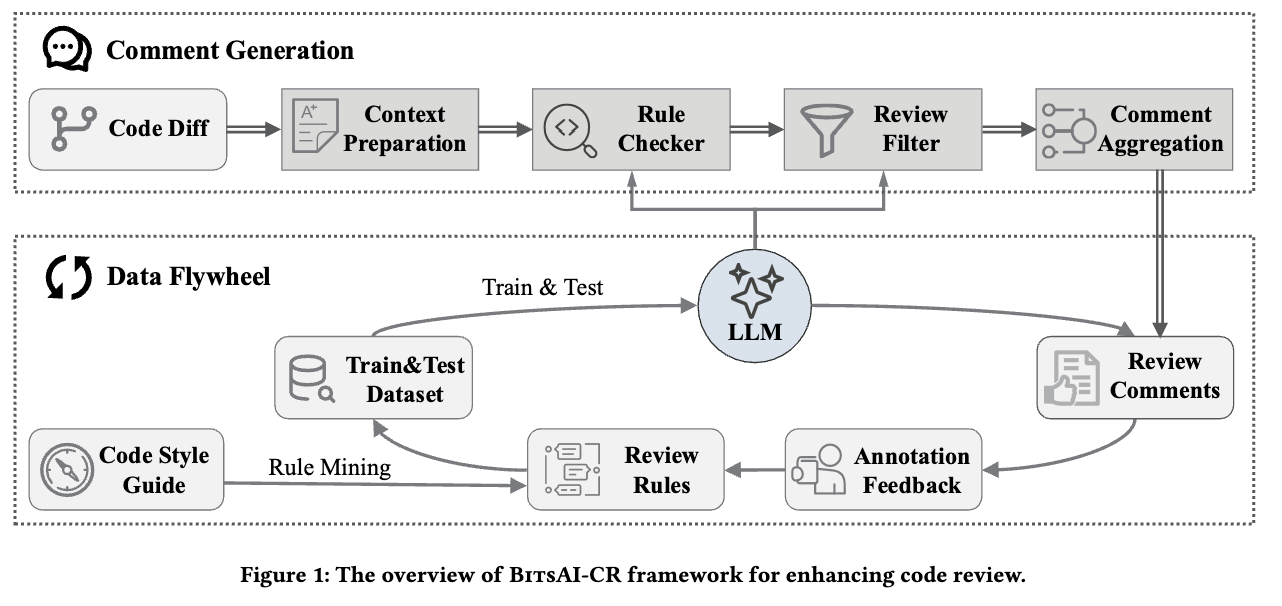 Comment Generation
Code Diff
Context
Preparation
Rule
Checker
Review
Filter
Comment
Aggregation
A+
Data Flywheel
Train & Test
LLM
Train&Test
Dataset
Review
Comments
Code Style
Guide
Rule Mining
Review
Rules
Annotation
Feedback
Figure 1: The overview of BITSAI-CR framework for enhancing code review.